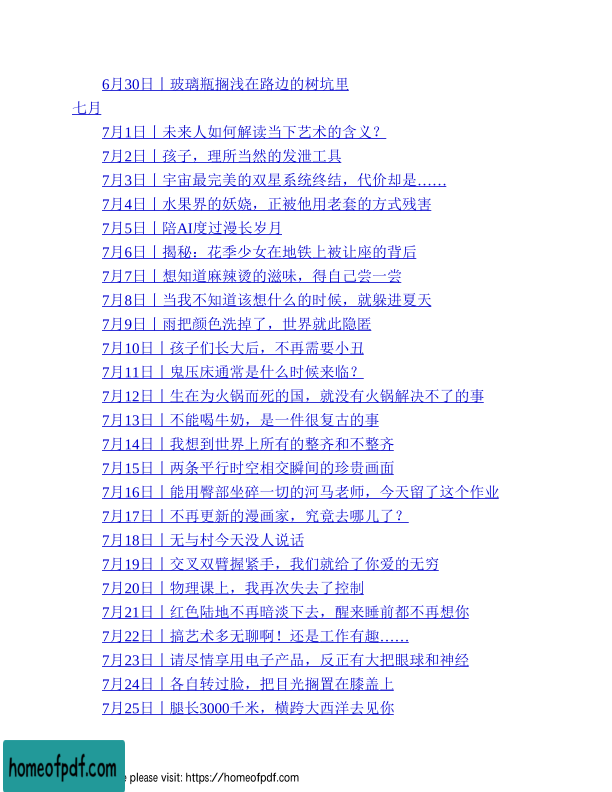 6月30日｜玻璃瓶搁浅在路边的树坑里
七月
7月1日｜未来人如何解读当下艺术的含义？
7月2日｜孩子，理所当然的发泄工具
7月3日｜宇宙最完美的双星系统终结，代价却是……
7月4日｜水果界的妖娆，正被他用老套的方式残害
7月5日｜陪AI度过漫长岁月
7月6日｜揭秘：花季少女在地铁上被让座的背后
7月7日｜想知道麻辣烫的滋味，得自己尝一尝
7月8日｜当我不知道该想什么的时候，就躲进夏天
7月9日｜雨把颜色洗掉了，世界就此隐匿
7月10日｜孩子们长大后，不再需要小丑
7月11日｜鬼压床通常是什么时候来临？
7月12日｜生在为火锅而死的国，就没有火锅解决不了的事
7月13日｜不能喝牛奶，是一件很复古的事
7月14日｜我想到世界上所有的整齐和不整齐
7月15日｜两条平行时空相交瞬间的珍贵画面
7月16日｜能用臀部坐碎一切的河马老师，今天留了这个作业
7月17日｜不再更新的漫画家，究竟去哪儿了？
7月18日｜无与村今天没人说话
7月19日｜交叉双臂握紧手，我们就给了你爱的无穷
7月20日｜物理课上，我再次失去了控制
7月21日｜红色陆地不再暗淡下去，醒来睡前都不再想你
7月22日｜搞艺术多无聊啊！还是工作有趣……
7月23日｜请尽情享用电子产品，反正有大把眼球和神经
7月24日｜各自转过脸，把目光搁置在膝盖上
7月25日｜腿长3000千米，横跨大西洋去见你
homeofpdf.com please visit: https://homeofpdf.com